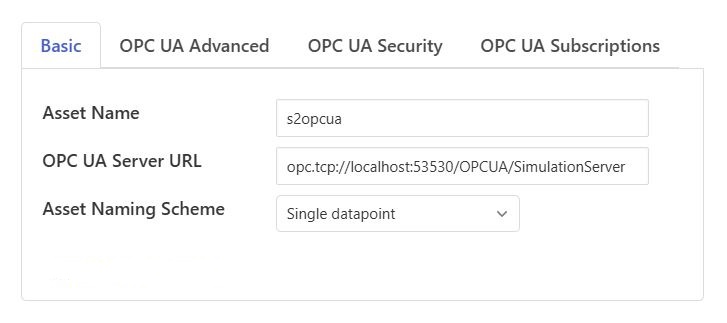 Basic OPC UA Advanced OPC UA Security OPC UA Subscriptions
Asset Name s2opcua
OPC UA Server URL opc.tcp://localhost:53530/OPCUA/SimulationServer
Asset Naming Scheme Single datapoint